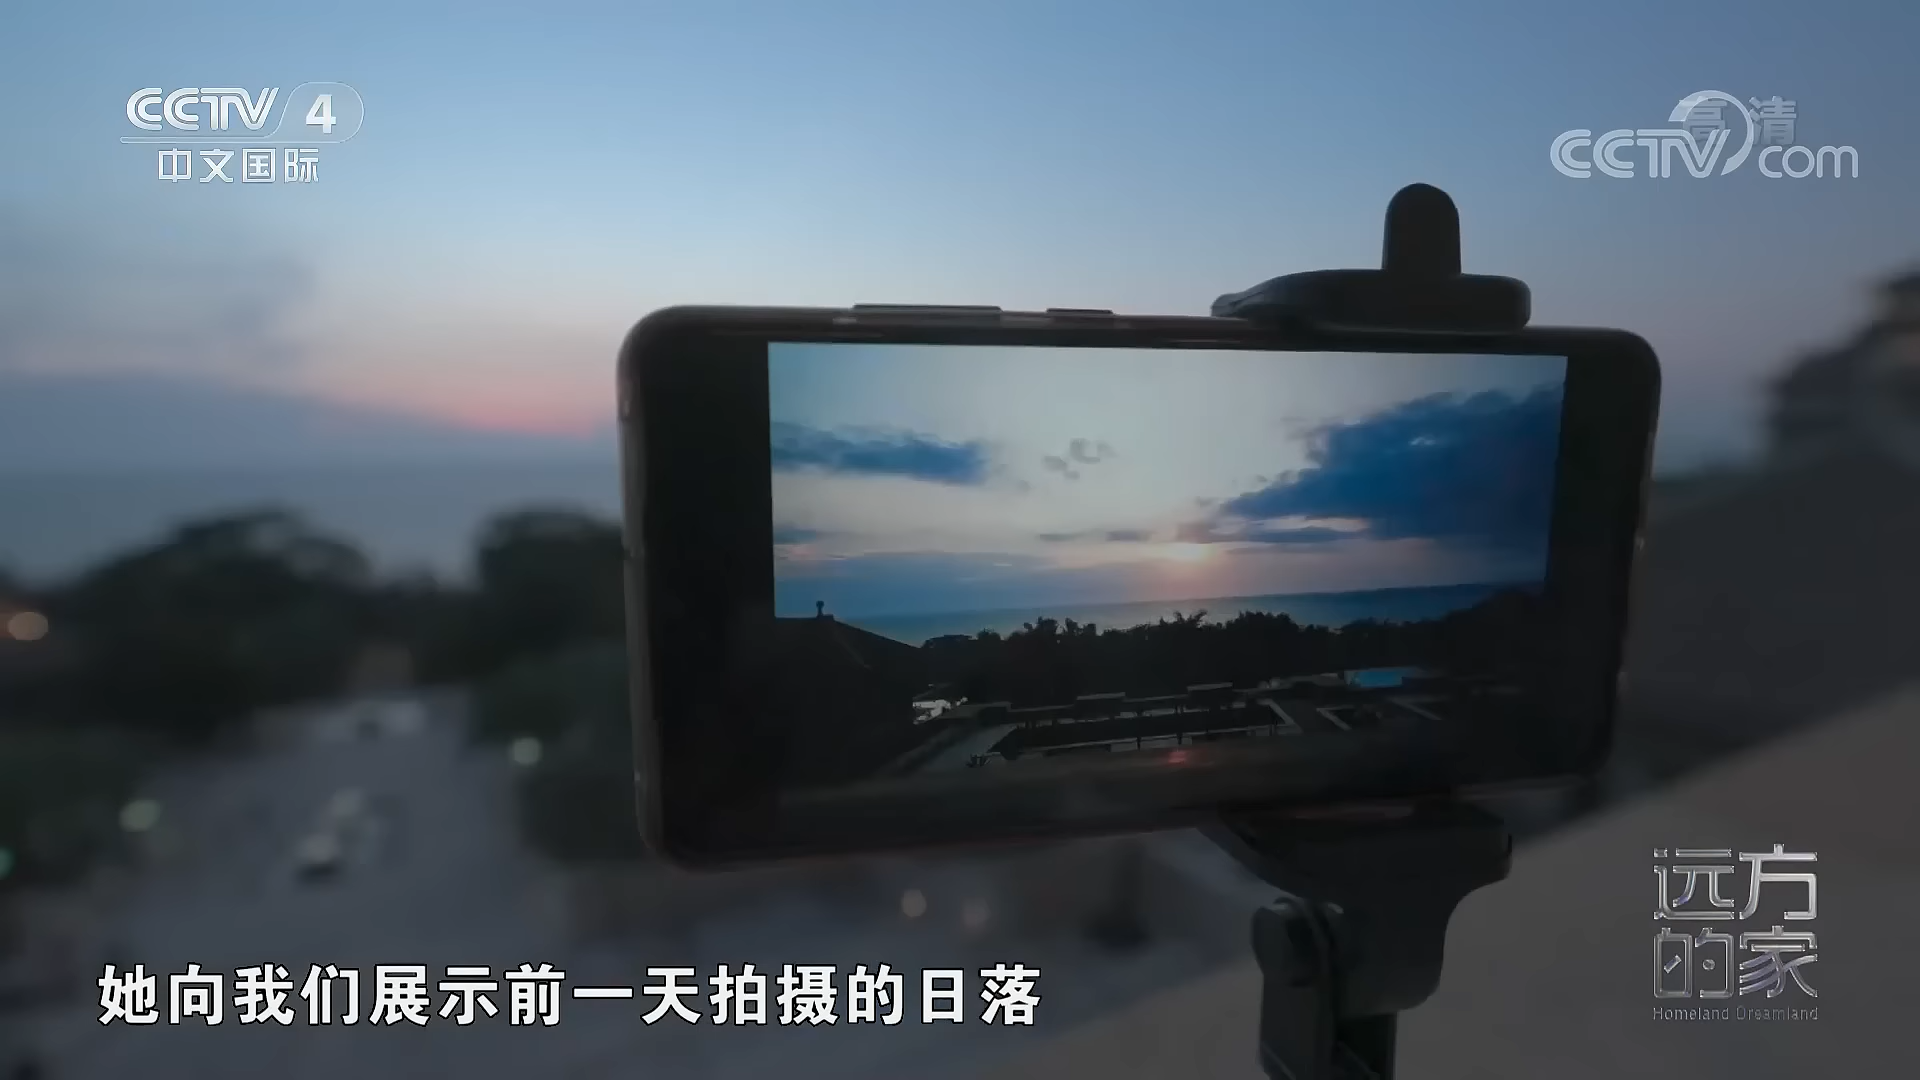 CCTV 4
中文国际
高清
CCTV com
远方
的家
Homeland Dreamland
她向我们展示前一天拍摄的日落